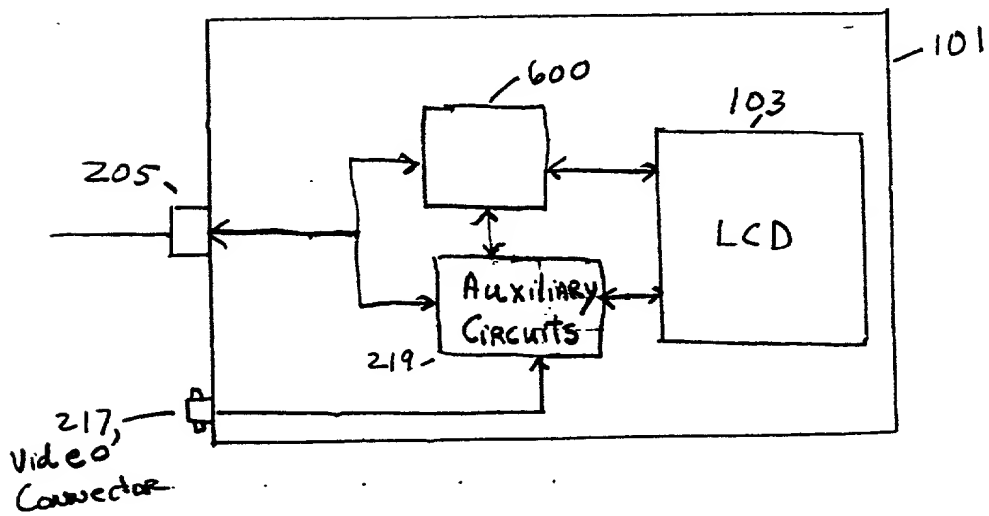 101
600
103
205
LCD
Auxiliary
Circuits
219
217,
Video
Connector